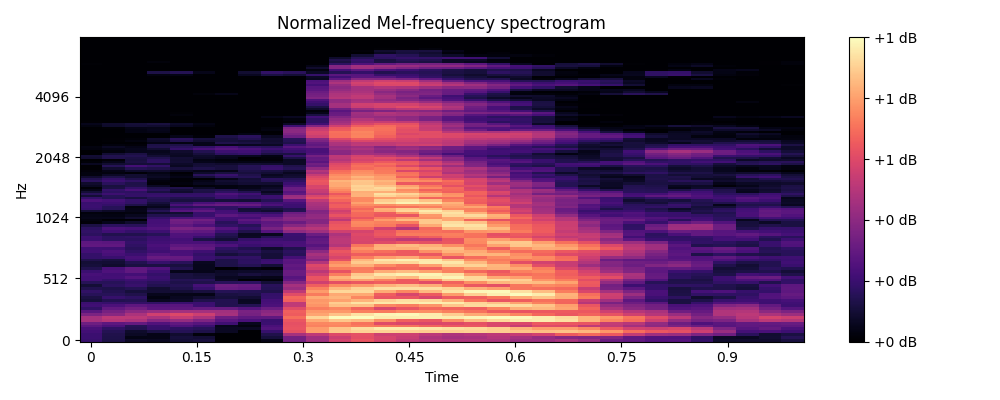 Normalized Mel-frequency spectrogram
Hz
4096
2048
1024
512
0
0 0.15 0.3 0.45 0.6 0.75 0.9
Time
+1 dB
+1 dB
+1 dB
+0 dB
+0 dB
+0 dB